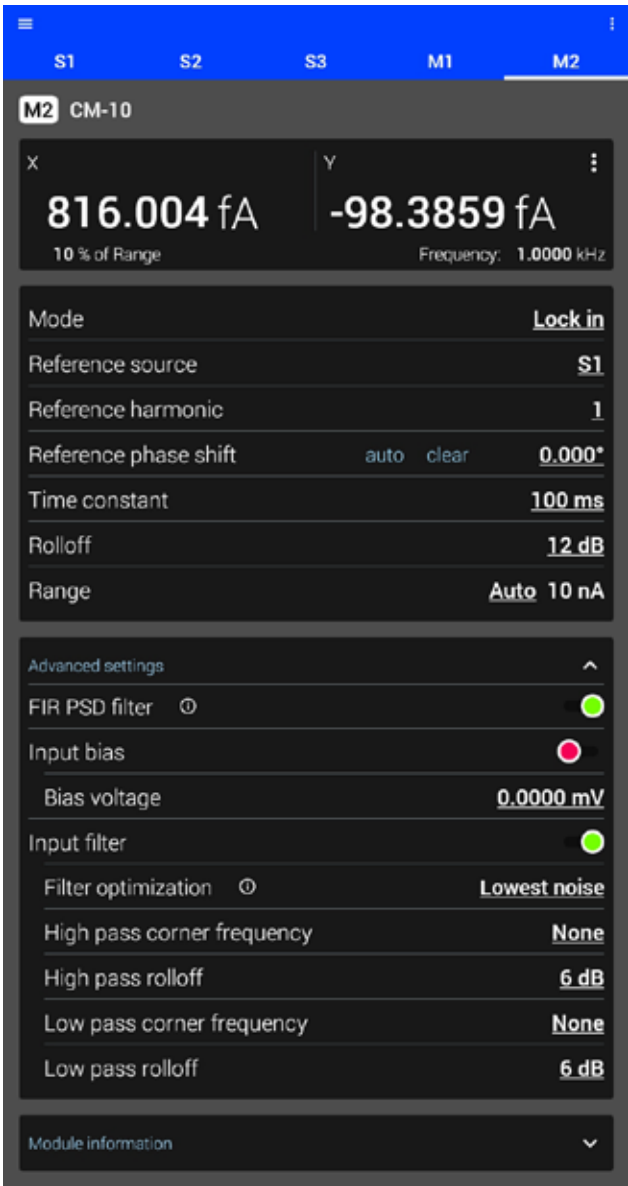 S1 S2 S3 M1 M2
M2 CM-10
X Y
816.004 fA -98.3859 fA
10 % of Range Frequency: 1.0000 kHz
Mode Lock in
Reference source S1
Reference harmonic 1
Reference phase shift auto clear 0.000°
Time constant 100 ms
Rolloff 12 dB
Range Auto 10 nA
Advanced settings
FIR PSD filter
Input bias
Bias voltage 0.0000 mV
Input filter
Filter optimization Lowest noise
High pass corner frequency None
High pass rolloff 6 dB
Low pass corner frequency None
Low pass rolloff 6 dB
Module information